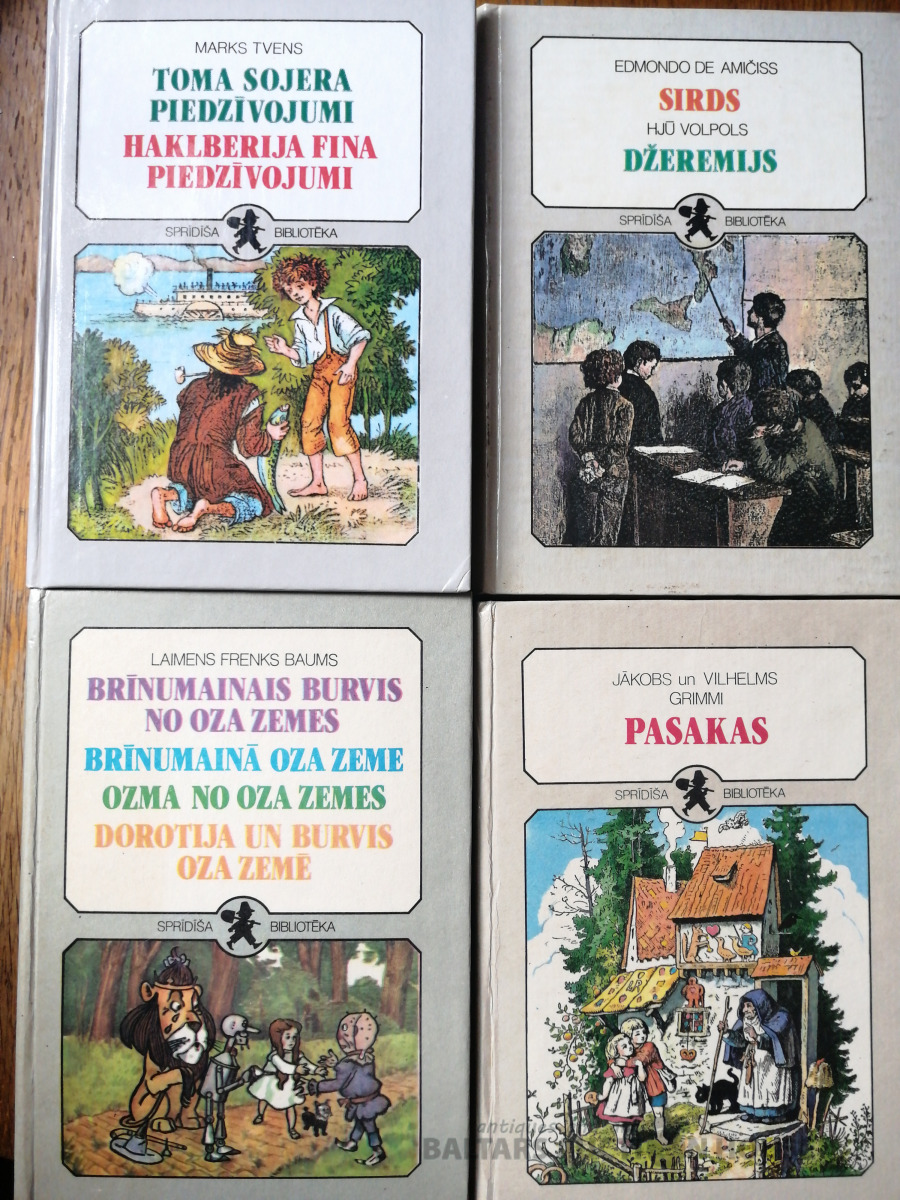 MARKS TVENS
TOMA SOJERA
PIEDZĪVOJUMI
HAKLBERIJA FINA
PIEDZĪVOJUMI
SPRĪDĪŠA BIBLIOTĒKA
EDMONDO DE AMIČISS
SIRDS
HJŪ VOLPOLS
DŽEREMIJS
SPRĪDĪŠA BIBLIOTĒKA
LAIMENS FRENKS BAUMS
BRĪNUMAINAIS BURVIS
NO OZA ZEMES
BRĪNUMAINĀ OZA ZEME
OZMA NO OZA ZEMES
DOROTIJA UN BURVIS
OZA ZEMĒ
SPRĪDĪŠA BIBLIOTĒKA
JĀKOBS un VILHELMS
GRIMMI
PASAKAS
SPRĪDĪŠA BIBLIOTĒKA
antiques